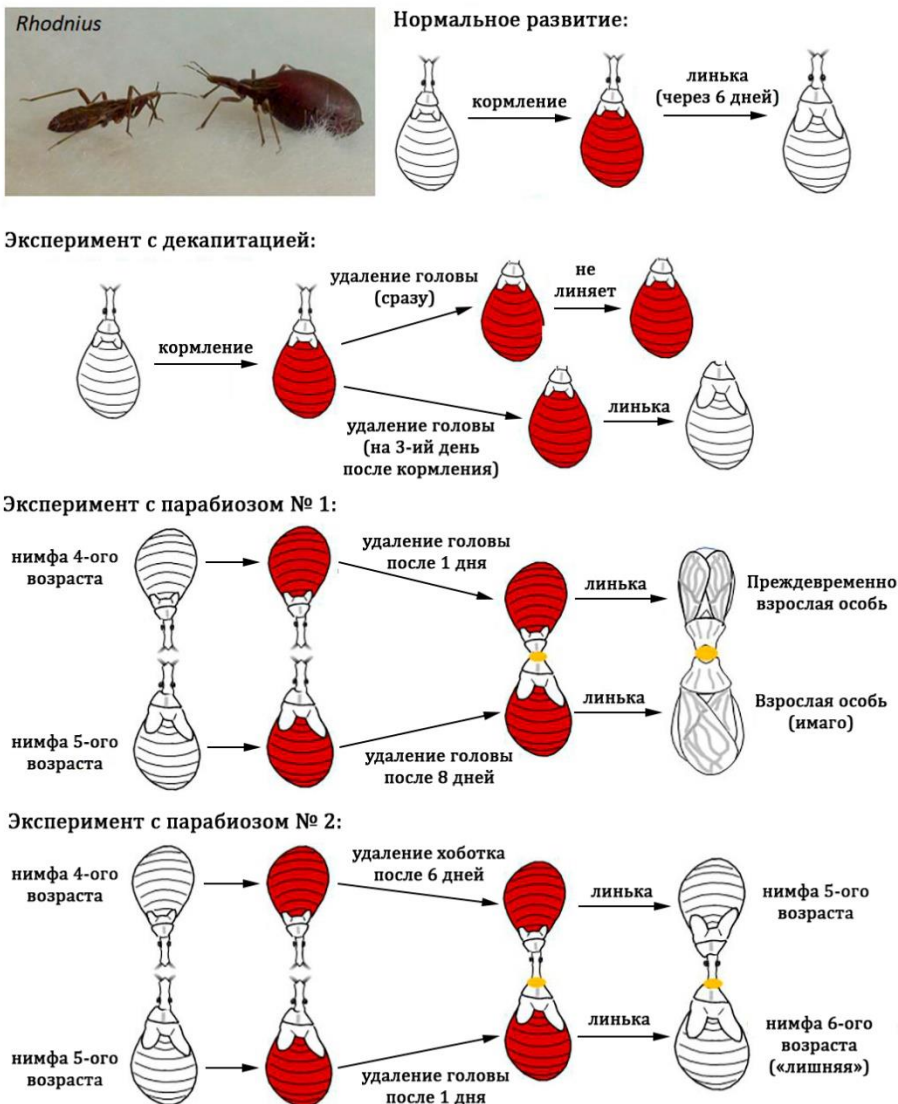 Rhodnius
Нормальное развитие:
кормление
линька
(через 6 дней)
Эксперимент с декапитацией:
кормление
удаление головы
(сразу)
не
линяет
удаление головы
(на 3-ий день
после кормления)
линька
Эксперимент с парабиозом № 1:
нимфа 4-ого
возраста
удаление головы
после 1 дня
линька
Преждевременно
взрослая особь
нимфа 5-ого
возраста
удаление головы
после 8 дней
линька
Взрослая особь
(имаго)
Эксперимент с парабиозом № 2:
нимфа 4-ого
возраста
удаление хоботка
после 6 дней
линька
нимфа 5-ого
возраста
нимфа 5-ого
возраста
удаление головы
после 1 дня
линька
нимфа 6-ого
возраста
(«лишняя»)